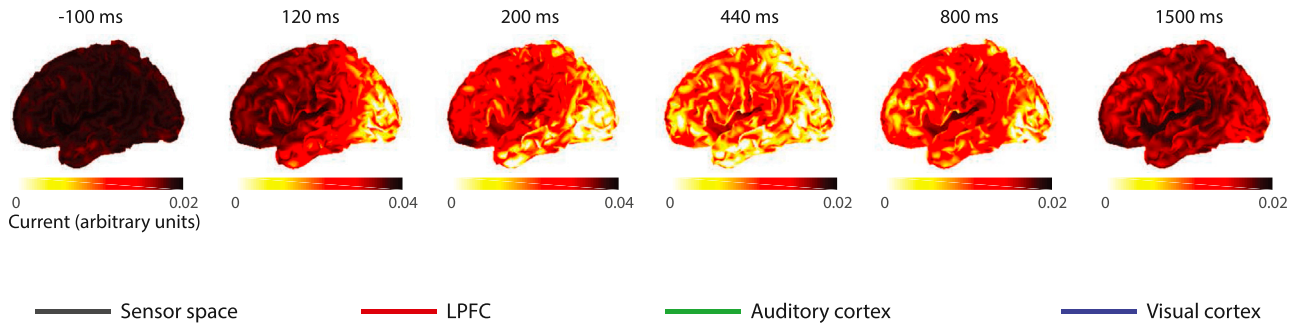 -100 ms 120 ms 200 ms 440 ms 800 ms 1500 ms
0 0.02 0 0.04 0 0.04 0 0.02 0 0.02 0 0.02
Current (arbitrary units)
Sensor space LPFC Auditory cortex Visual cortex